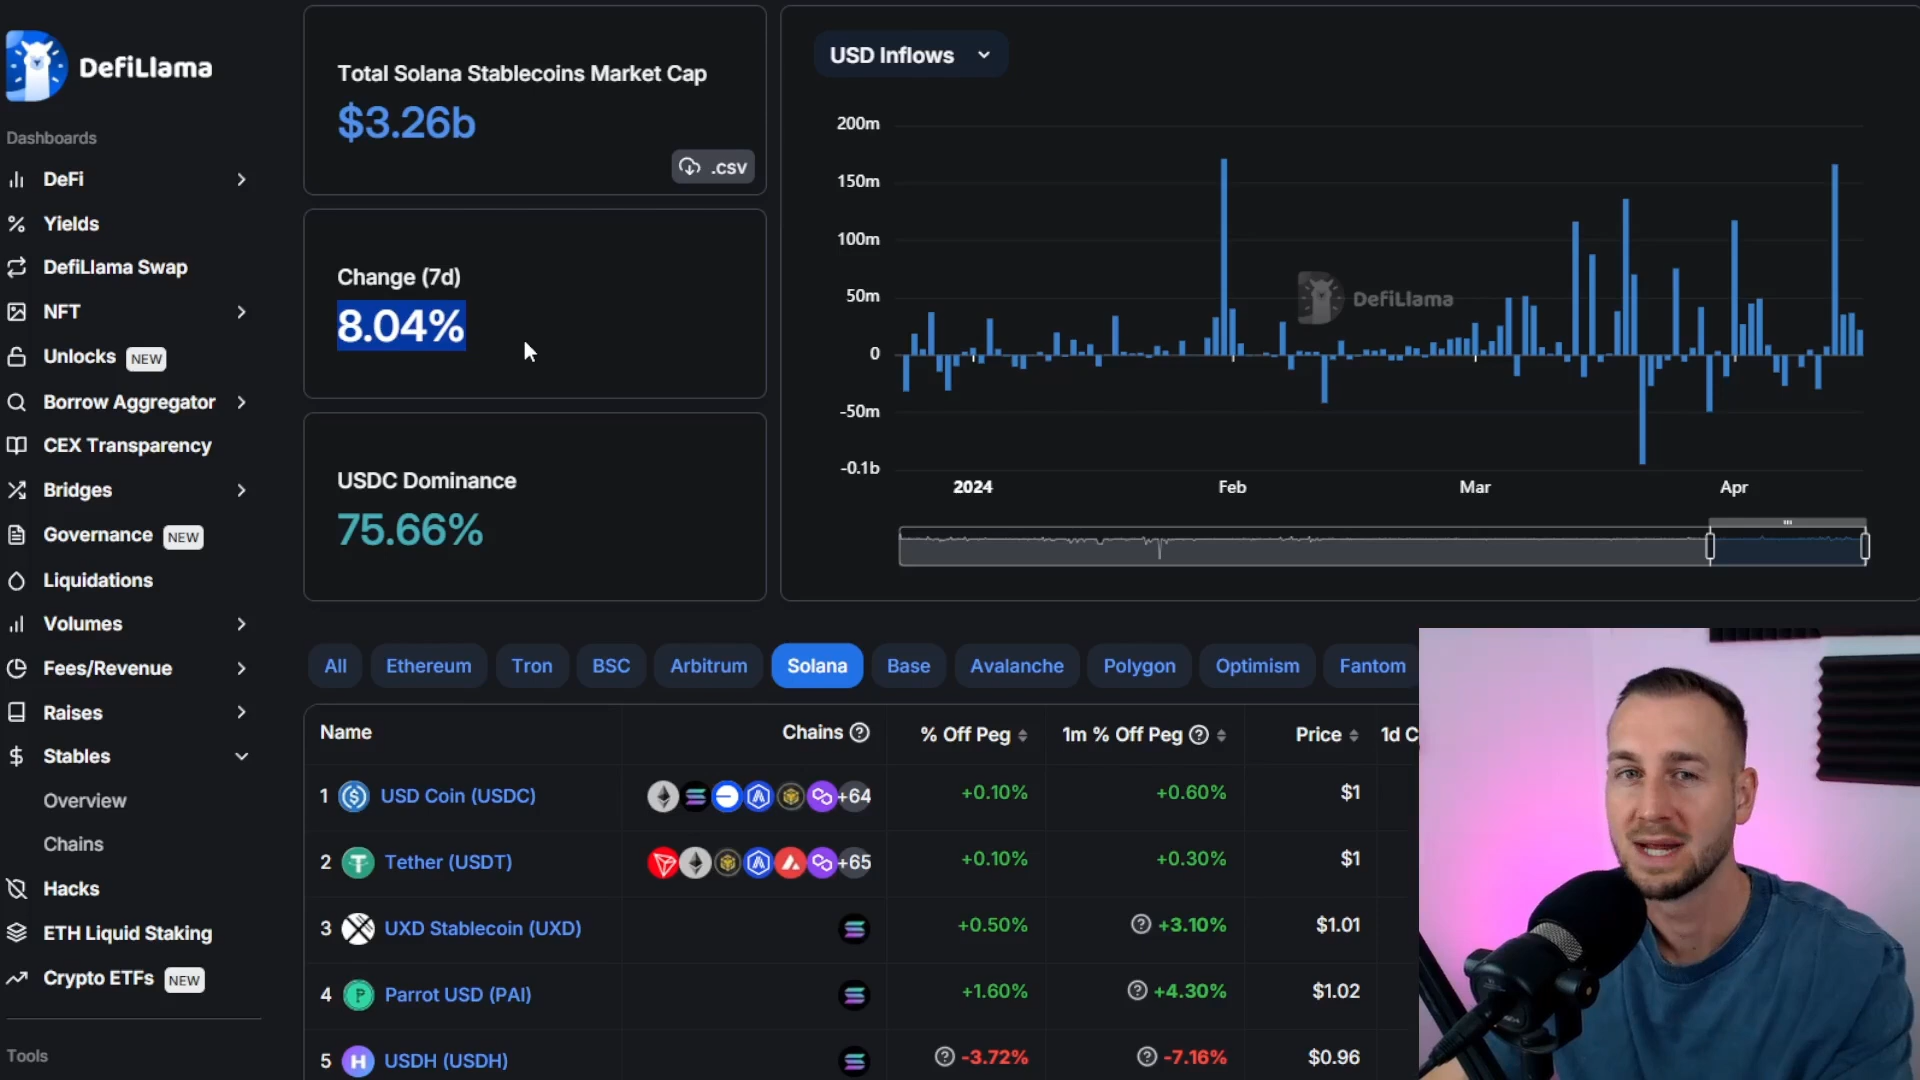 DefiLlama
Dashboards
DeFi
Yields
DefiLlama Swap
NFT
Unlocks NEW
Borrow Aggregator
CEX Transparency
Bridges
Governance NEW
Liquidations
Volumes
Fees/Revenue
Raises
Stables
Overview
Chains
Hacks
ETH Liquid Staking
Crypto ETFs NEW
Tools
Total Solana Stablecoins Market Cap
$3.26b
.csv
Change (7d)
8.04%
USDC Dominance
75.66%
USD Inflows
200m
150m
100m
50m
0
-50m
-0.1b
DefiLlama
2024 Feb Mar Apr
All Ethereum Tron BSC Arbitrum Solana Base Avalanche Polygon Optimism Fantom
Name Chains % Off Peg 1m % Off Peg Price 1d C
1 USD Coin (USDC) +64 +0.10% +0.60% $1
2 Tether (USDT) +65 +0.10% +0.30% $1
3 UXD Stablecoin (UXD) +0.50% +3.10% $1.01
4 Parrot USD (PAI) +1.60% +4.30% $1.02
5 USDH (USDH) -3.72% -7.16% $0.96